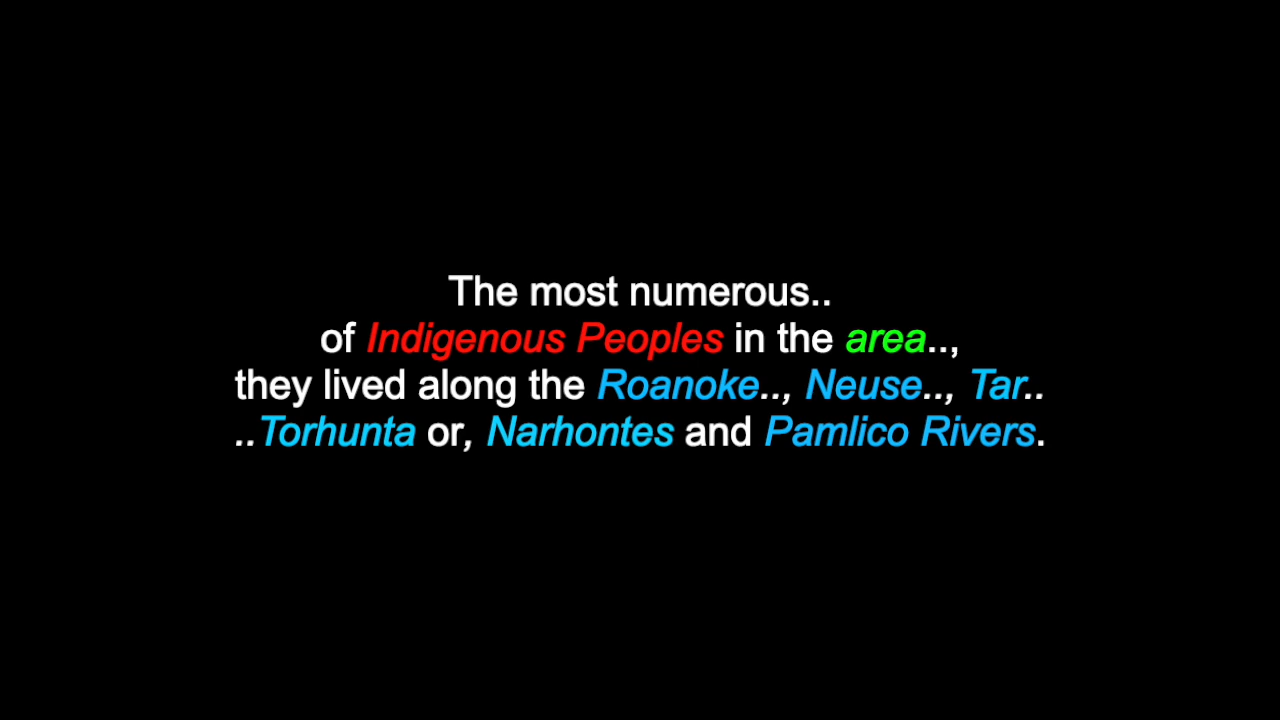 The most numerous..
of Indigenous Peoples in the area..,
they lived along the Roanoke.., Neuse.., Tar..
..Torhunta or, Narhontes and Pamlico Rivers.